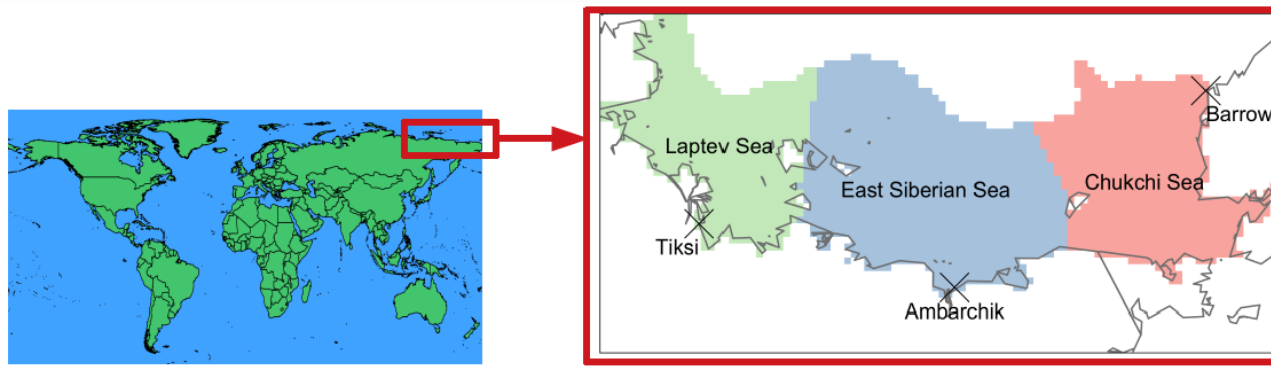 Barrow
Laptev Sea
East Siberian Sea
Chukchi Sea
Tiksi
Ambarchik